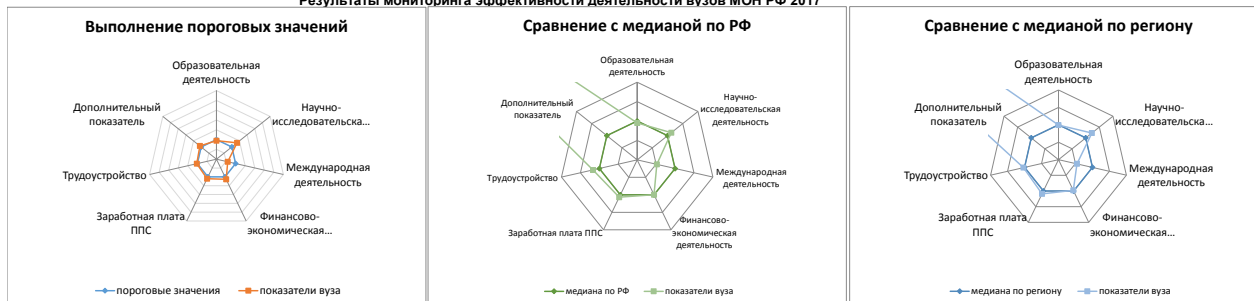 Результаты мониторинга эффективности деятельности вузов МОН РФ 2017
Выполнение пороговых значений
Образовательная
деятельность
Научно-
исследовательска...
Международная
деятельность
Финансово-
экономическая...
Заработная плата
ППС
Трудоустройство
Дополнительный
показатель
пороговые значения
показатели вуза
Сравнение с медианой по РФ
Образовательная
деятельность
Научно-
исследовательская
деятельность
Международная
деятельность
Финансово-
экономическая
деятельность
Заработная плата ППС
Трудоустройство
Дополнительный
показатель
медиана по РФ
показатели вуза
Сравнение с медианой по региону
Образовательная
деятельность
Научно-
исследовательска...
Международная
деятельность
Финансово-
экономическая...
Заработная плата
ППС
Трудоустройство
Дополнительный
показатель
медиана по региону
показатели вуза